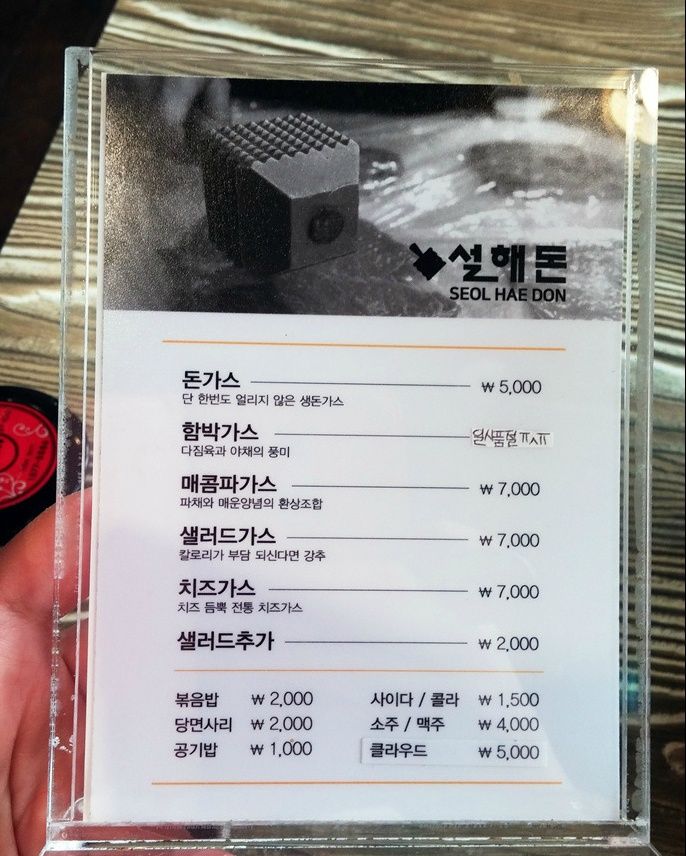 설해돈
SEOL HAE DON
돈가스 ₩ 5,000
단 한번도 얼리지 않은 생돈가스
함박가스 일시품절 ㅠㅅㅠ
다짐육과 야채의 풍미
매콤파가스 ₩ 7,000
파채와 매운양념의 환상조합
샐러드가스 ₩ 7,000
칼로리가 부담 되신다면 강추
치즈가스 ₩ 7,000
치즈 듬뿍 전통 치즈가스
샐러드추가 ₩ 2,000
볶음밥 ₩ 2,000 사이다 / 콜라 ₩ 1,500
당면사리 ₩ 2,000 소주 / 맥주 ₩ 4,000
공기밥 ₩ 1,000 클라우드 ₩ 5,000